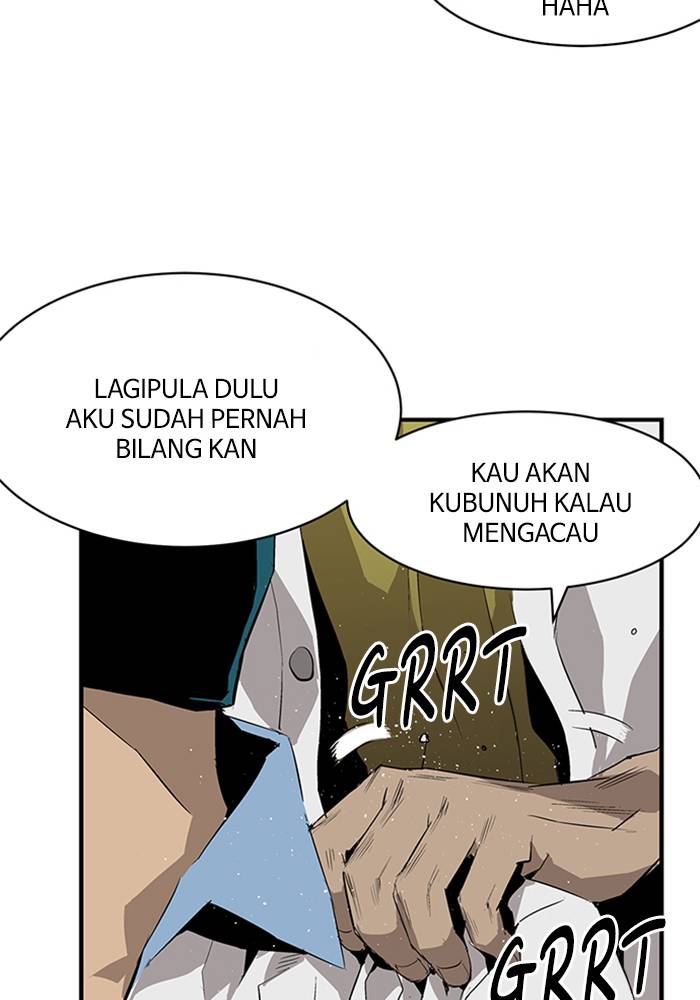 HAHA
LAGIPULA DULU
AKU SUDAH PERNAH
BILANG KAN
KAU AKAN
KUBUNUH KALAU
MENGACAU
GRRT
GRRT